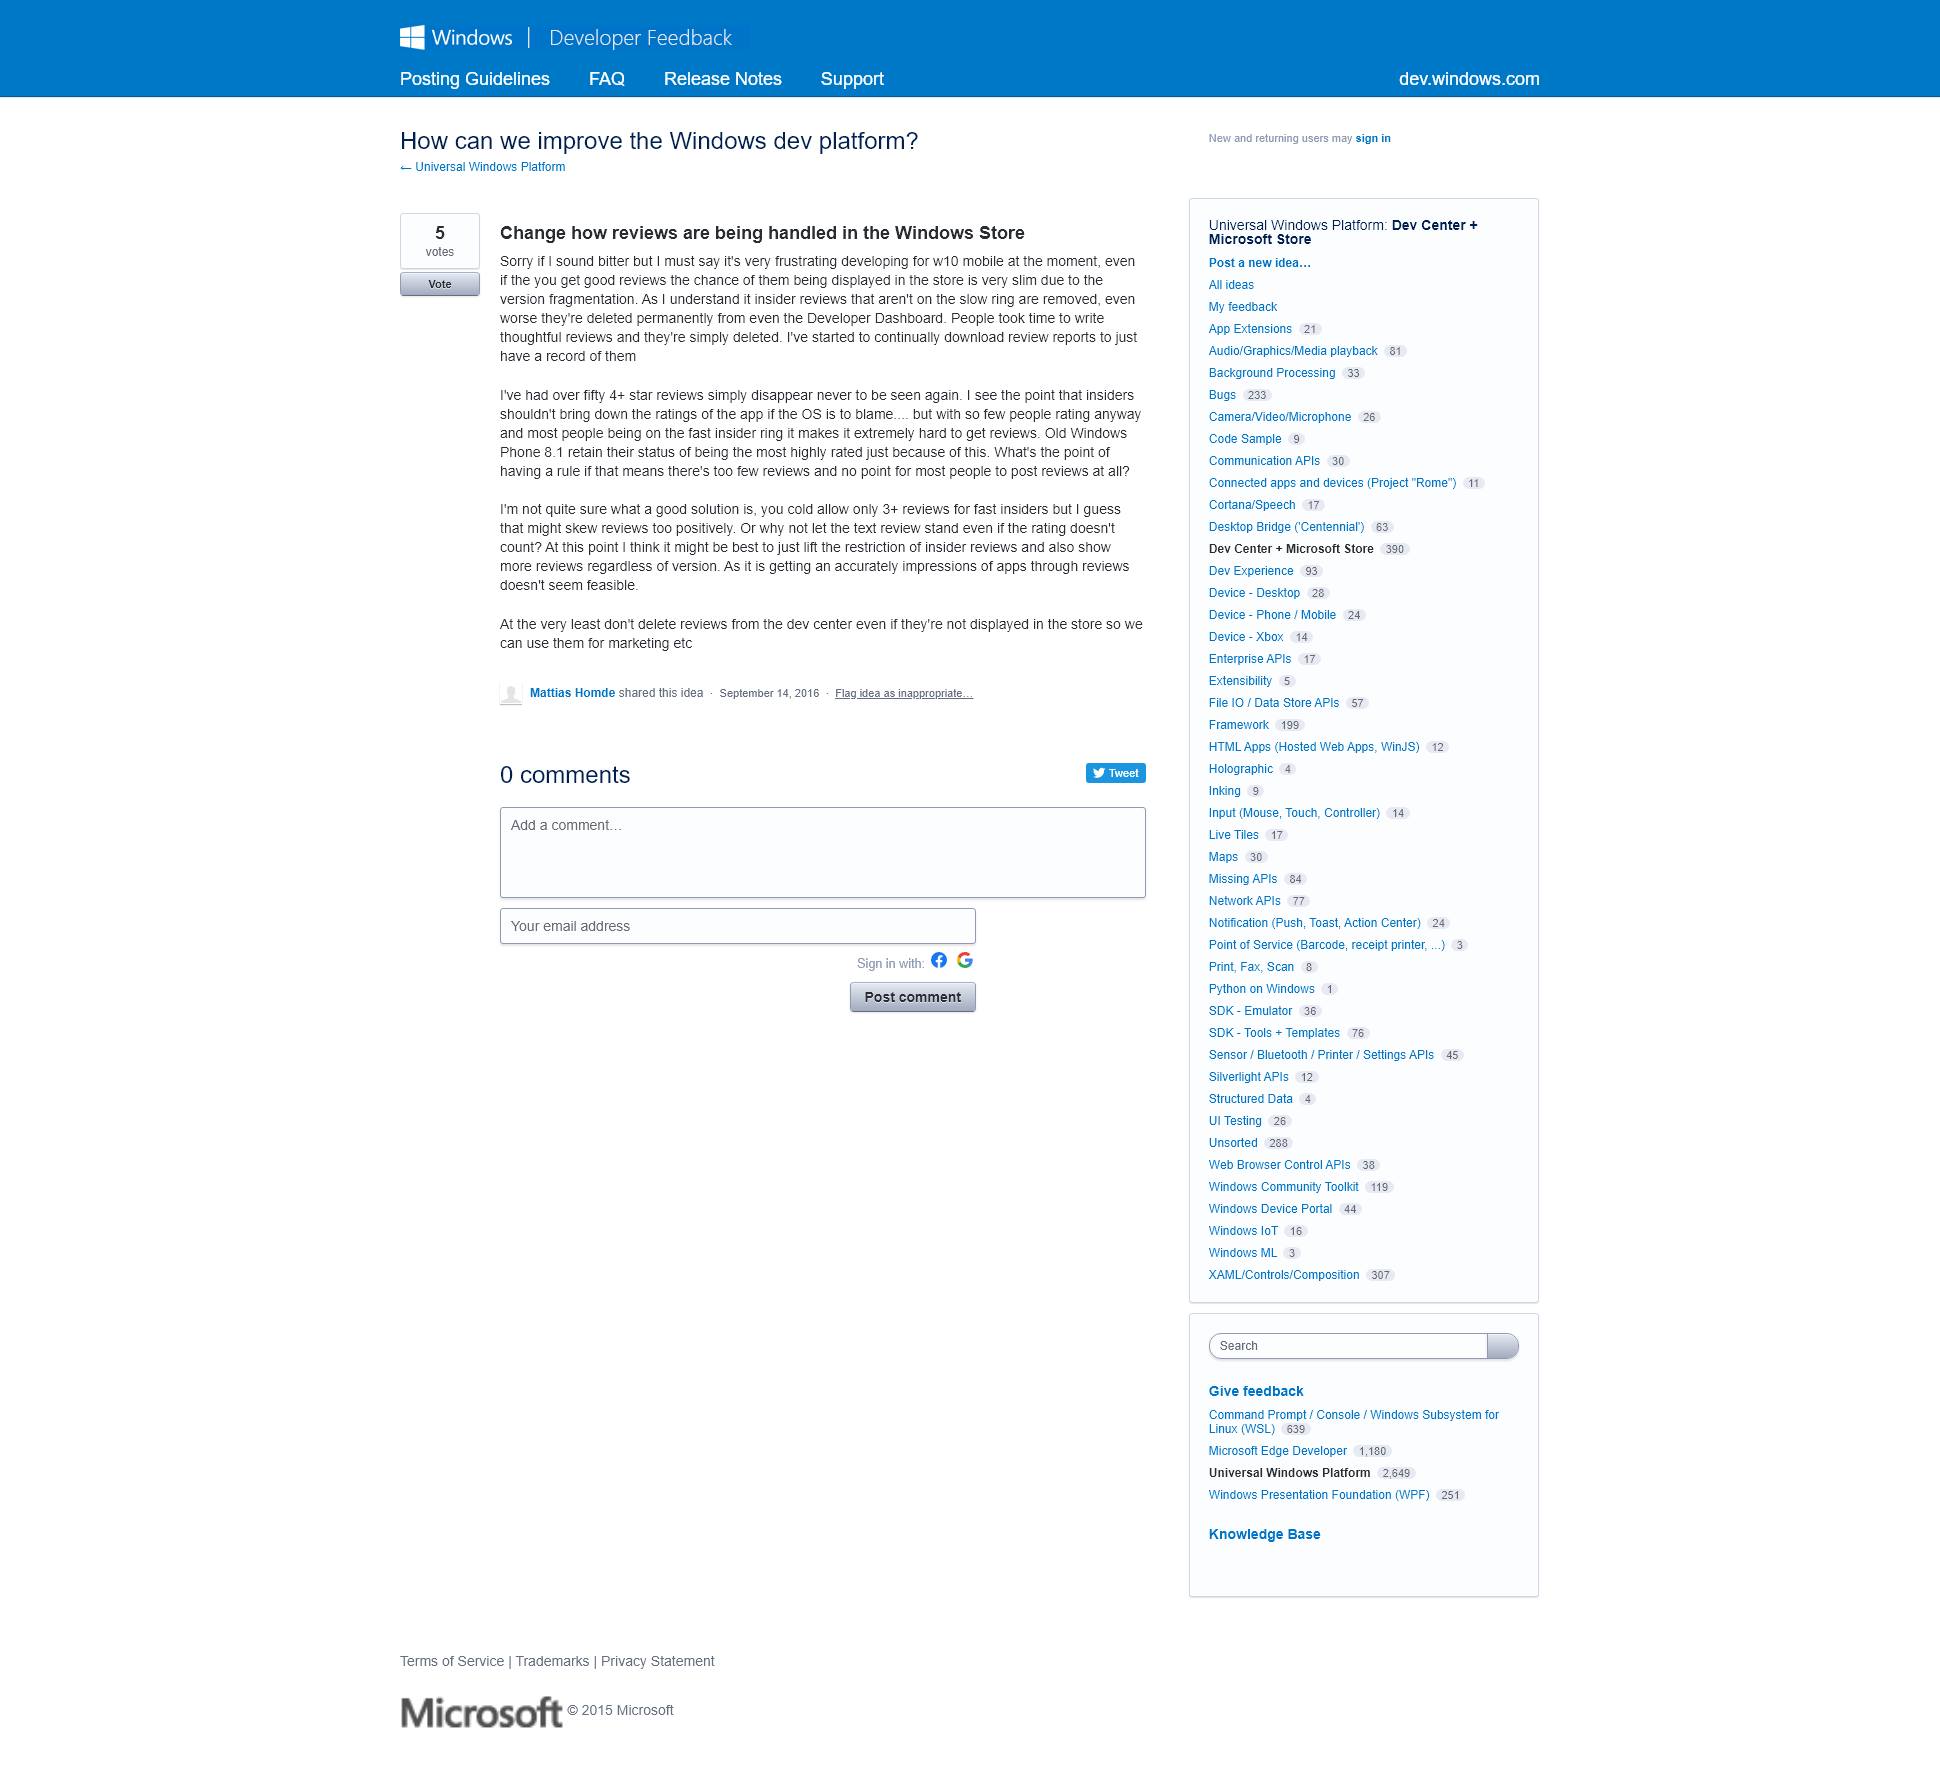 Windows | Developer Feedback
Posting Guidelines FAQ Release Notes Support dev.windows.com
How can we improve the Windows dev platform?
← Universal Windows Platform
New and returning users may sign in
5
votes
Vote
Change how reviews are being handled in the Windows Store
Sorry if I sound bitter but I must say it's very frustrating developing for w10 mobile at the moment, even
if the you get good reviews the chance of them being displayed in the store is very slim due to the
version fragmentation. As I understand it insider reviews that aren't on the slow ring are removed, even
worse they're deleted permanently from even the Developer Dashboard. People took time to write
thoughtful reviews and they're simply deleted. I've started to continually download review reports to just
have a record of them
I've had over fifty 4+ star reviews simply disappear never to be seen again. I see the point that insiders
shouldn't bring down the ratings of the app if the OS is to blame.... but with so few people rating anyway
and most people being on the fast insider ring it makes it extremely hard to get reviews. Old Windows
Phone 8.1 retain their status of being the most highly rated just because of this. What's the point of
having a rule if that means there's too few reviews and no point for most people to post reviews at all?
I'm not quite sure what a good solution is, you cold allow only 3+ reviews for fast insiders but I guess
that might skew reviews too positively. Or why not let the text review stand even if the rating doesn't
count? At this point I think it might be best to just lift the restriction of insider reviews and also show
more reviews regardless of version. As it is getting an accurately impressions of apps through reviews
doesn't seem feasible.
At the very least don't delete reviews from the dev center even if they're not displayed in the store so we
can use them for marketing etc
Mattias Homde shared this idea · September 14, 2016 · Flag idea as inappropriate…
0 comments
Tweet
Add a comment…
Your email address
Sign in with:
Post comment
Universal Windows Platform: Dev Center +
Microsoft Store
Post a new idea…
All ideas
My feedback
App Extensions 21
Audio/Graphics/Media playback 81
Background Processing 33
Bugs 233
Camera/Video/Microphone 26
Code Sample 9
Communication APIs 30
Connected apps and devices (Project "Rome") 11
Cortana/Speech 17
Desktop Bridge ('Centennial') 63
Dev Center + Microsoft Store 390
Dev Experience 93
Device - Desktop 28
Device - Phone / Mobile 24
Device - Xbox 14
Enterprise APIs 17
Extensibility 5
File IO / Data Store APIs 57
Framework 199
HTML Apps (Hosted Web Apps, WinJS) 12
Holographic 4
Inking 9
Input (Mouse, Touch, Controller) 14
Live Tiles 17
Maps 30
Missing APIs 84
Network APIs 77
Notification (Push, Toast, Action Center) 24
Point of Service (Barcode, receipt printer, ...) 3
Print, Fax, Scan 8
Python on Windows 1
SDK - Emulator 36
SDK - Tools + Templates 76
Sensor / Bluetooth / Printer / Settings APIs 45
Silverlight APIs 12
Structured Data 4
UI Testing 26
Unsorted 288
Web Browser Control APIs 38
Windows Community Toolkit 119
Windows Device Portal 44
Windows IoT 16
Windows ML 3
XAML/Controls/Composition 307
Search
Give feedback
Command Prompt / Console / Windows Subsystem for
Linux (WSL) 639
Microsoft Edge Developer 1,180
Universal Windows Platform 2,649
Windows Presentation Foundation (WPF) 251
Knowledge Base
Terms of Service | Trademarks | Privacy Statement
Microsoft © 2015 Microsoft